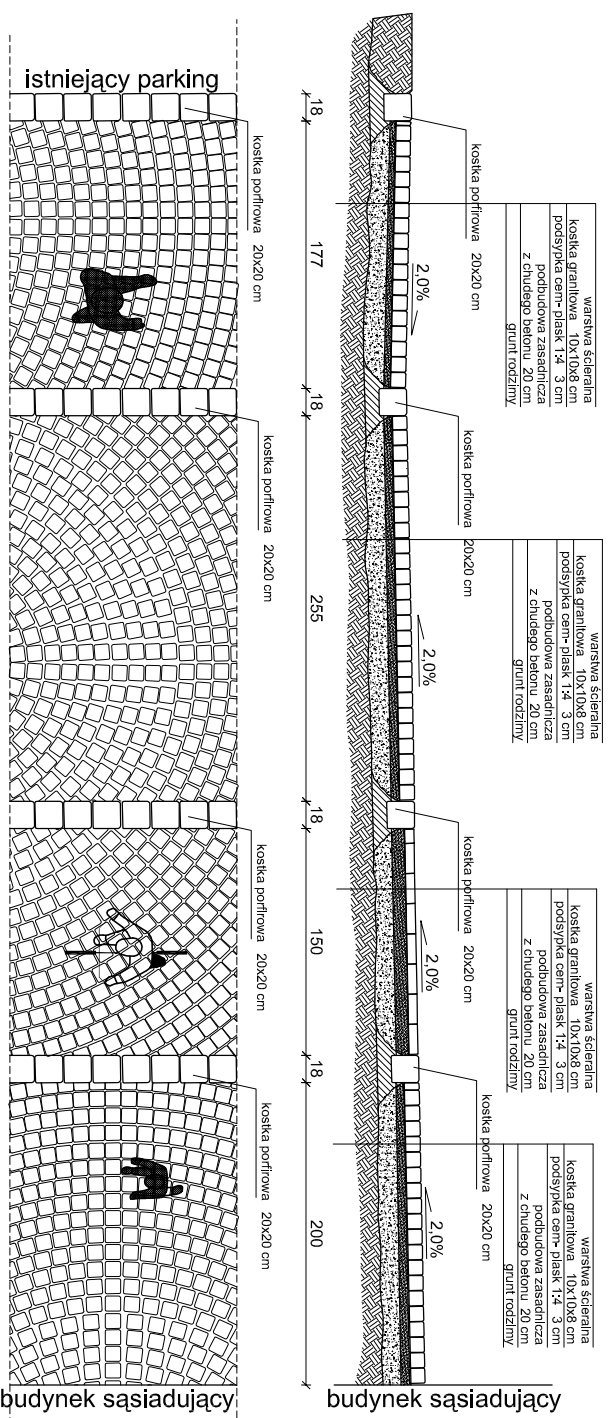 warstwa ścieralna
kostka granitowa 10x10x8 cm
podsypka cem- piask 1:4 3 cm
podbudowa zasadnicza
z chudego betonu 20 cm
grunt rodzimy
warstwa ścieralna
kostka granitowa 10x10x8 cm
podsypka cem- piask 1:4 3 cm
podbudowa zasadnicza
z chudego betonu 20 cm
grunt rodzimy
warstwa ścieralna
kostka granitowa 10x10x8 cm
podsypka cem- piask 1:4 3 cm
podbudowa zasadnicza
z chudego betonu 20 cm
grunt rodzimy
warstwa ścieralna
kostka granitowa 10x10x8 cm
podsypka cem- piask 1:4 3 cm
podbudowa zasadnicza
z chudego betonu 20 cm
grunt rodzimy
kostka porfirowa 20x20 cm
kostka porfirowa 20x20 cm
kostka porfirowa 20x20 cm
kostka porfirowa 20x20 cm
2,0%
2,0%
2,0%
2,0%
budynek sąsiadujący
18
177
18
255
18
150
18
200
istniejący parking
kostka porfirowa 20x20 cm
kostka porfirowa 20x20 cm
kostka porfirowa 20x20 cm
kostka porfirowa 20x20 cm
budynek sąsiadujący